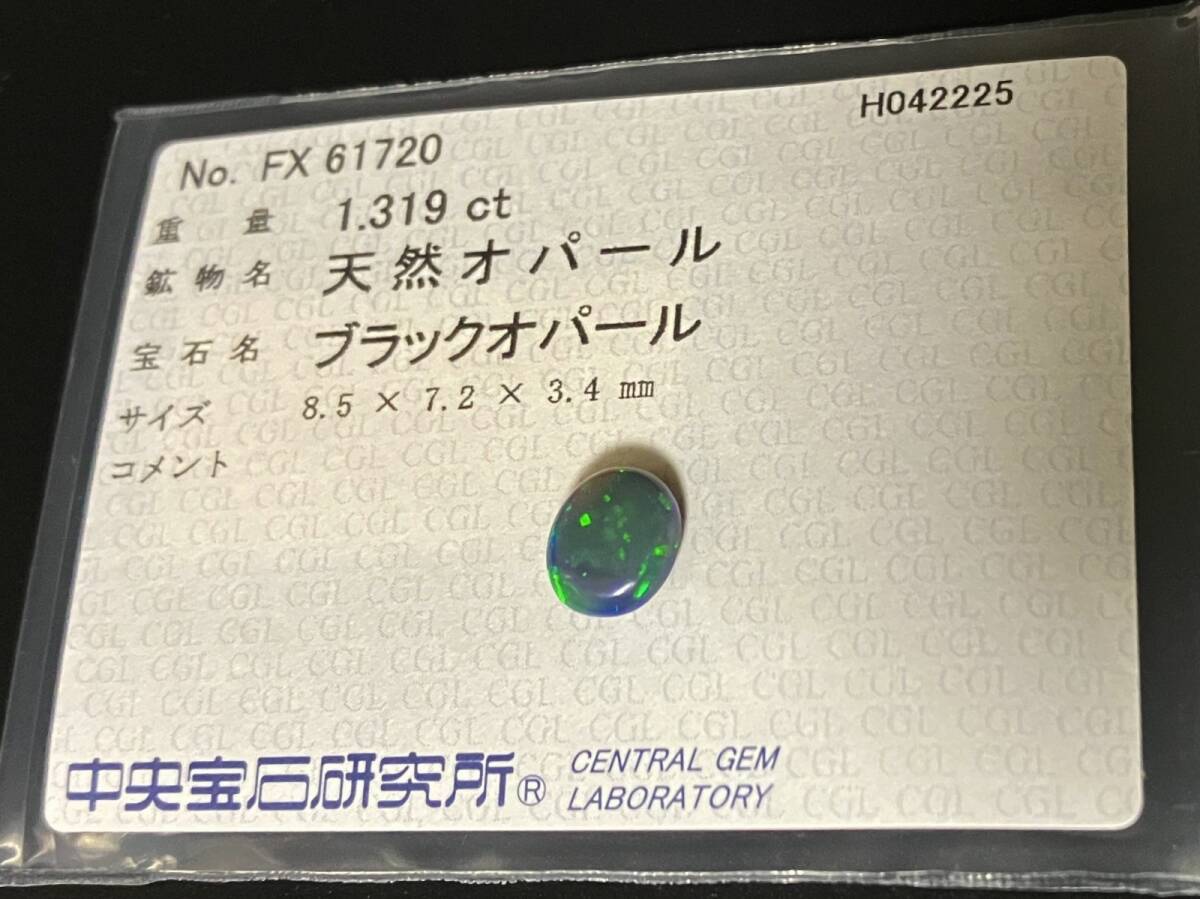 H042225
No. FX 61720
重量 1.319 ct
鉱物名 天然オパール
宝石名 ブラックオパール
サイズ 8.5 × 7.2 × 3.4 mm
コメント
中央宝石研究所® CENTRAL GEM
LABORATORY